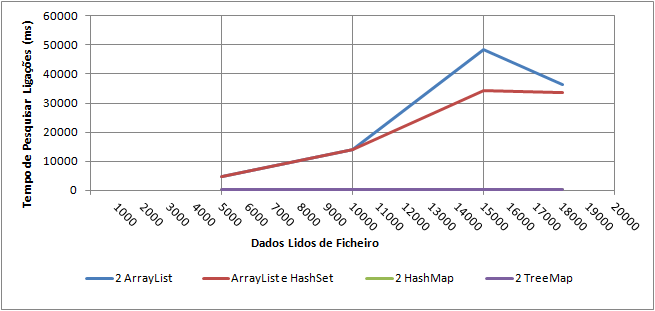 60000
50000
40000
30000
20000
10000
0
Tempo de Pesquisar Ligações (ms)
1000 2000 3000 4000 5000 6000 7000 8000 9000 10000 11000 12000 13000 14000 15000 16000 17000 18000 19000 20000
Dados Lidos de Ficheiro
2 ArrayList ArrayList e HashSet 2 HashMap 2 TreeMap